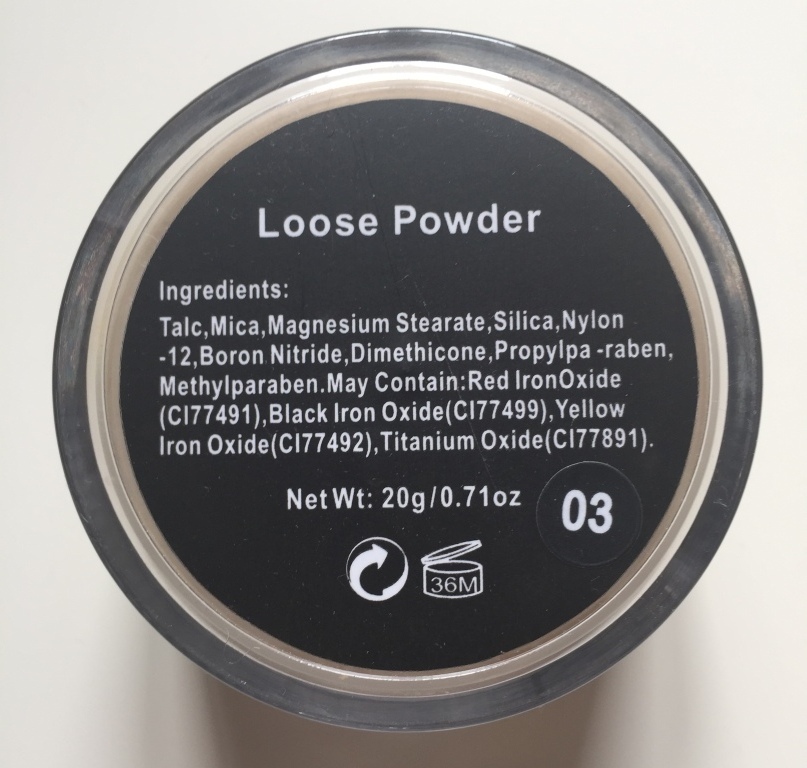 Loose Powder
Ingredients:
Talc,Mica,Magnesium Stearate,Silica,Nylon
-12,Boron Nitride,Dimethicone,Propylpa -raben,
Methylparaben.May Contain:Red IronOxide
(CI77491),Black Iron Oxide(CI77499),Yellow
Iron Oxide(CI77492),Titanium Oxide(CI77891).
Net Wt: 20g/0.71oz
03
36M